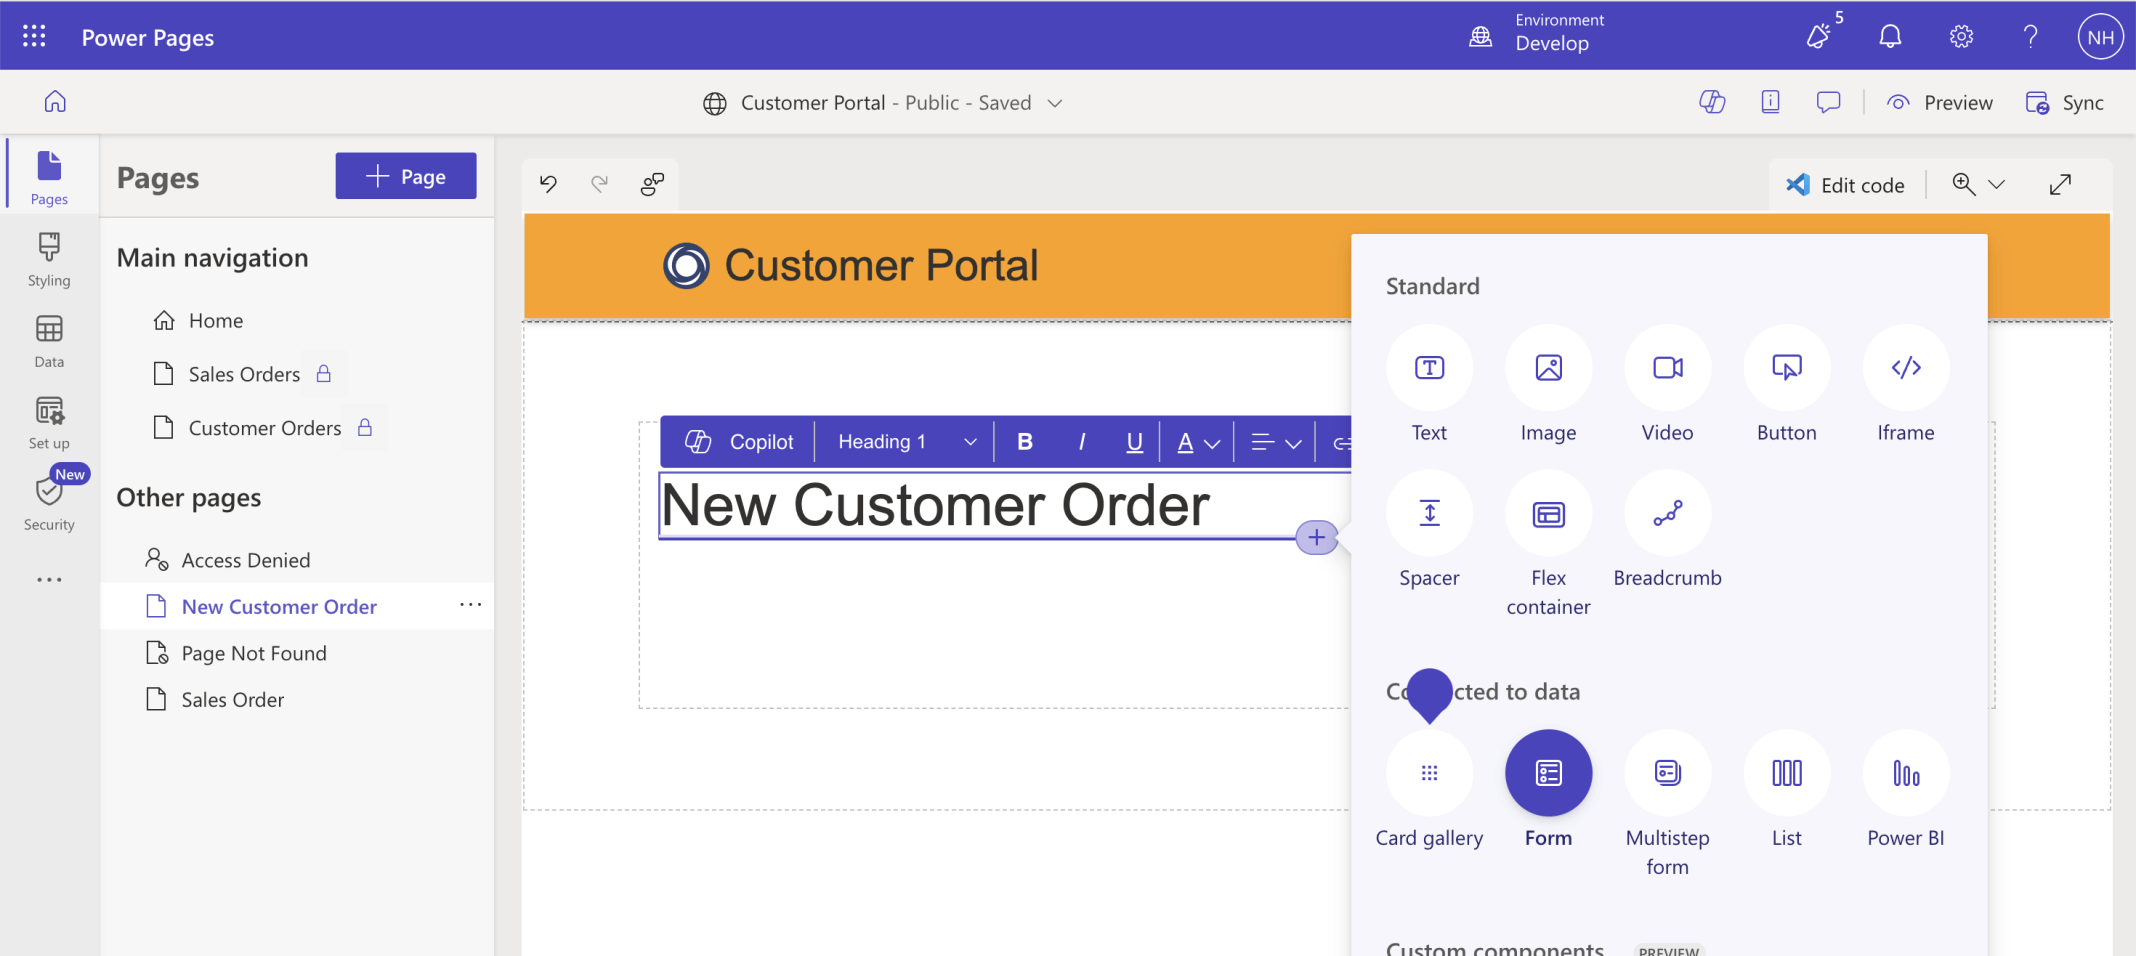 Power Pages
Environment
Develop
5
NH
Customer Portal - Public - Saved
Preview
Sync
Pages
Styling
Data
Set up
New
Security
Pages
Page
Main navigation
Home
Sales Orders
Customer Orders
Other pages
Access Denied
New Customer Order
Page Not Found
Sales Order
Edit code
Customer Portal
Copilot
Heading 1
B I U A
New Customer Order
Standard
Text
Image
Video
Button
Iframe
Spacer
Flex
container
Breadcrumb
cted to data
Card gallery
Form
Multistep
form
List
Power BI
Custom components PREVIEW